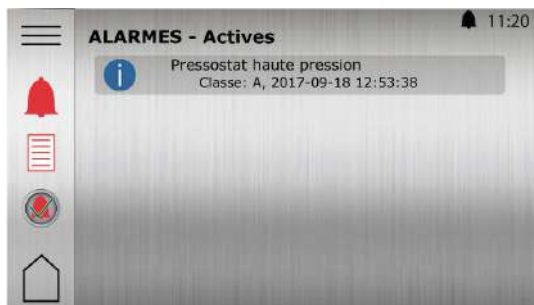 11:20
ALARMES - Actives
Pressostat haute pression
Classe: A, 2017-09-18 12:53:38